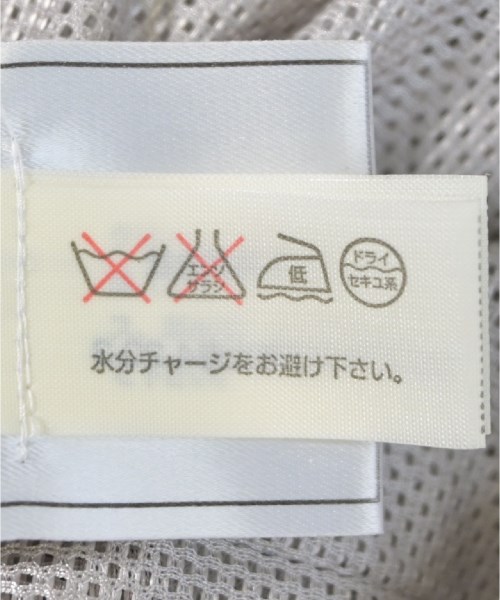 エンソ
サラシ
低
ドライ
セキユ系
水分チャージをお避け下さい。